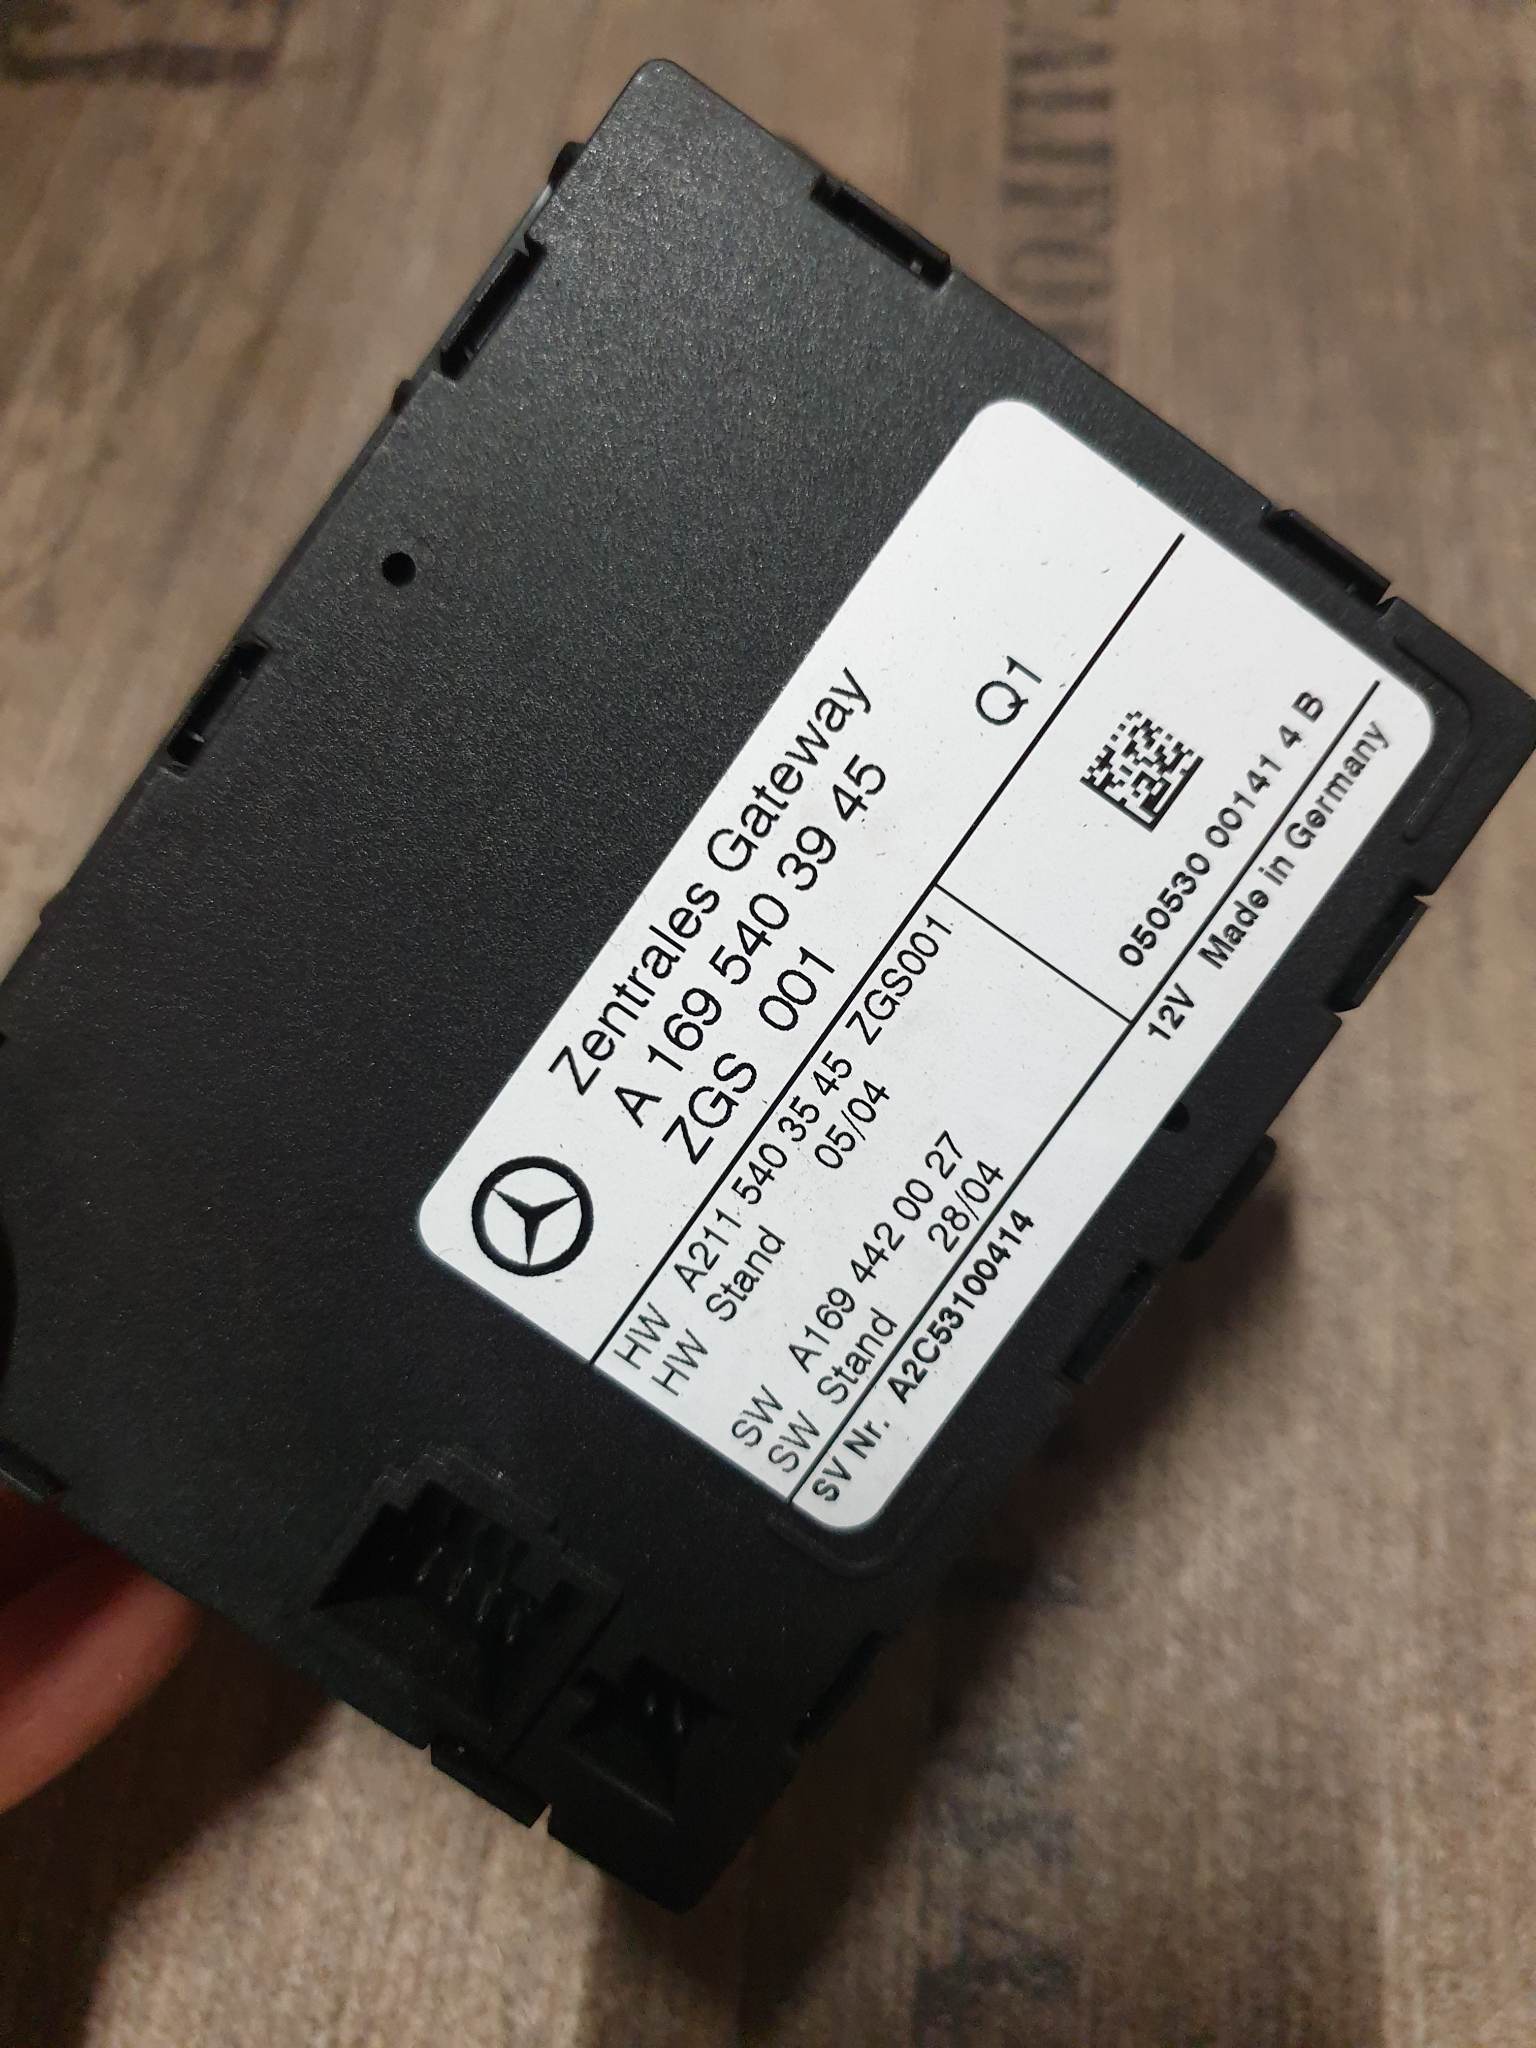 Zentrales Gateway
A 169 540 39 45
ZGS 001
Q1
HW A211 540 35 45 ZGS001
HW Stand 05/04
SW A169 442 00 27
SW Stand 28/04
050530 00141 4 B
SV Nr. A2C53100414
12V Made in Germany